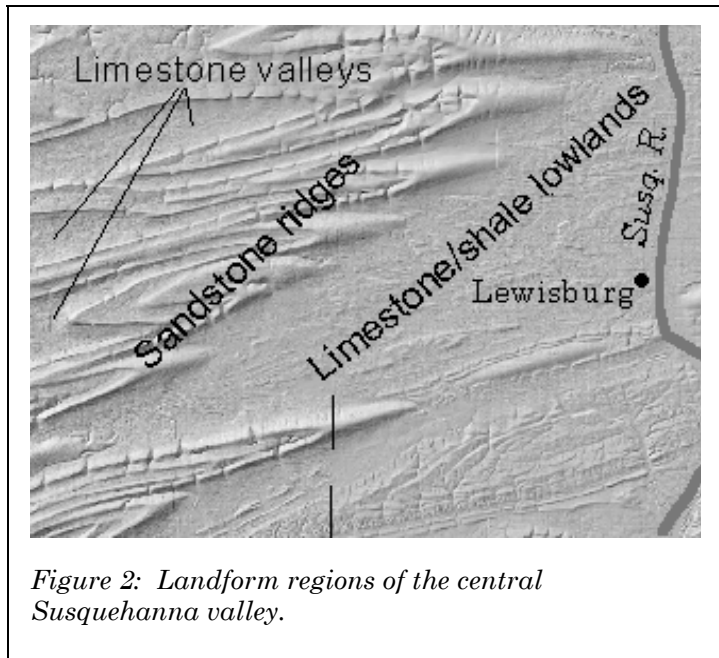 Limestone valleys
Sandstone ridges
Limestone/shale lowlands
Susq. R.
Lewisburg
Figure 2:  Landform regions of the central
Susquehanna valley.